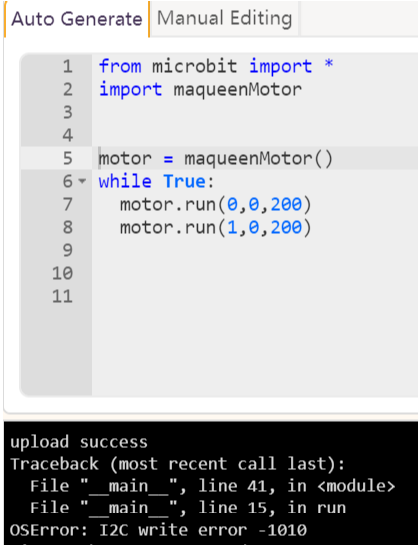 Auto Generate Manual Editing
1 from microbit import *
2 import maqueenMotor
3
4
5 motor = maqueenMotor()
6 while True:
7 motor.run(0,0,200)
8 motor.run(1,0,200)
9
10
11
upload success
Traceback (most recent call last):
File "__main__", line 41, in <module>
File "__main__", line 15, in run
OSError: I2C write error -1010